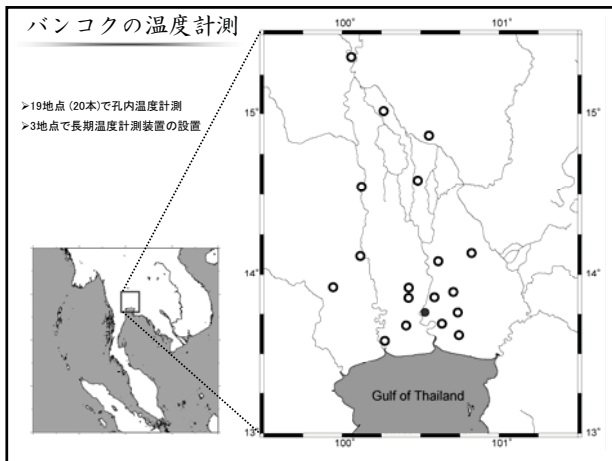 バンコクの温度計測
➢19地点 (20本)で孔内温度計測
➢3地点で長期温度計測装置の設置
100˚ 101˚
15˚ 15˚
14˚ 14˚
Gulf of Thailand
13˚ 13˚
100˚ 101˚